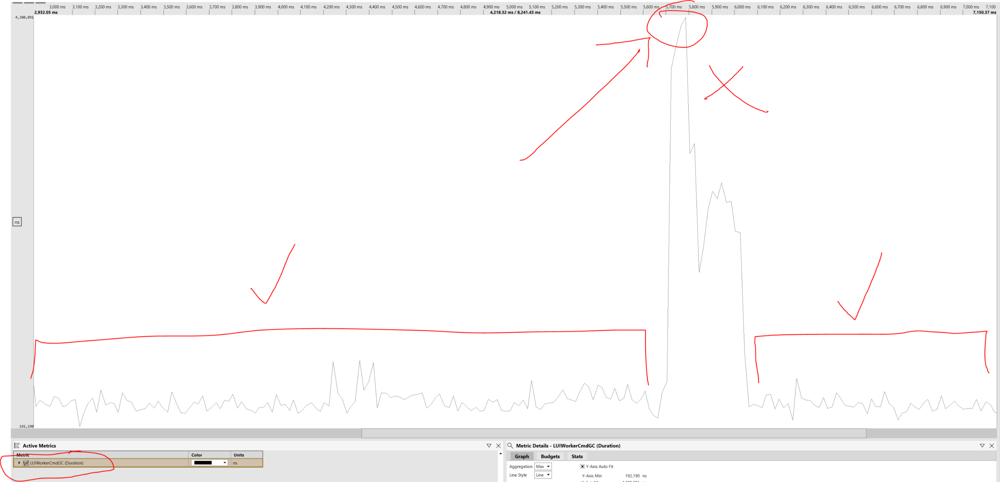 3,000 ms 3,100 ms 3,200 ms 3,300 ms 3,400 ms 3,500 ms 3,600 ms 3,700 ms 3,800 ms 3,900 ms 4,000 ms 4,100 ms 4,200 ms 4,300 ms 4,400 ms 4,500 ms 4,600 ms 4,700 ms 4,800 ms 4,900 ms 5,000 ms 5,100 ms 5,200 ms 5,300 ms 5,400 ms 5,500 ms 5,600 ms 5,700 ms 5,800 ms 5,900 ms 6,000 ms 6,100 ms 6,200 ms 6,300 ms 6,400 ms 6,500 ms 6,600 ms 6,700 ms 6,800 ms 6,900 ms 7,000 ms 7,100
2,932.05 ms 4,218.32 ms / 8,241.43 ms 7,150.37 ms
4,380,891
ns
192,190
Active Metrics
Metric Color Units
LUIWorkerCmdGC (Duration) ns
Metric Details - LUIWorkerCmdGC (Duration)
Graph Budgets Stats
Aggregation Max Y-Axis Auto Fit
Line Style Line Y-Axis Min 192,190 ns